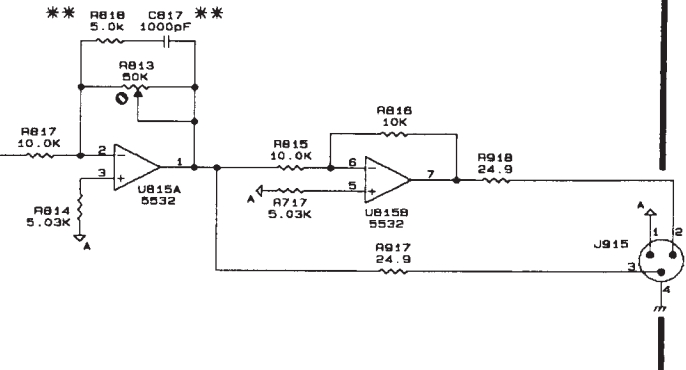 ** R818 C817 **
5.0k 1000pF
R813
50K
R817
10.0K
2
-
3
+
1
U815A
5532
R814
5.03K
A
R816
10K
R815
10.0K
6
-
5
+
7
A
R717
5.03K
U815B
5532
R918
24.9
R917
24.9
A
J915
1
2
3
4